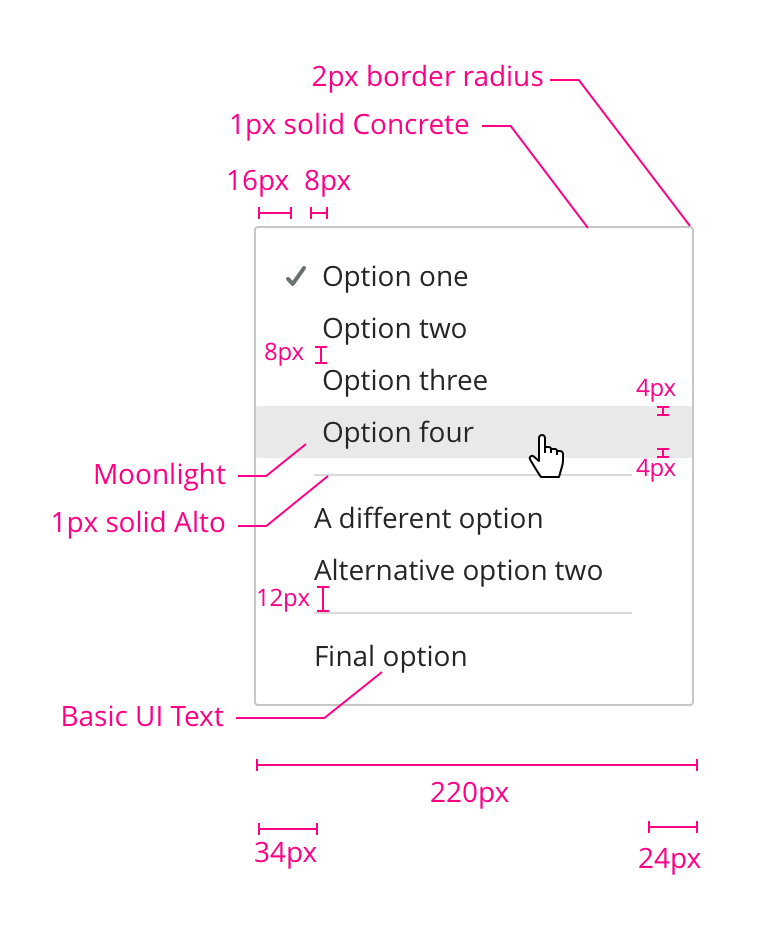 2px border radius
1px solid Concrete
16px 8px
Option one
Option two
8px
Option three
4px
Option four
4px
Moonlight
1px solid Alto
A different option
Alternative option two
12px
Final option
Basic UI Text
220px
34px
24px